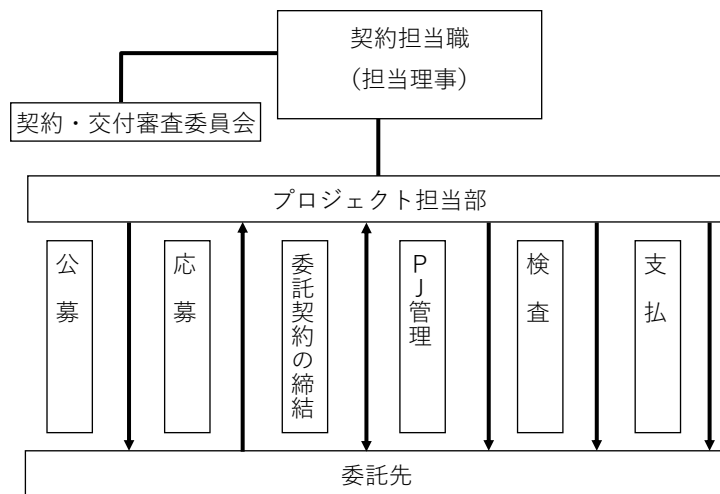 契約担当職
（担当理事）
契約・交付審査委員会
プロジェクト担当部
公募
応募
委託契約の締結
ＰＪ管理
検査
支払
委託先